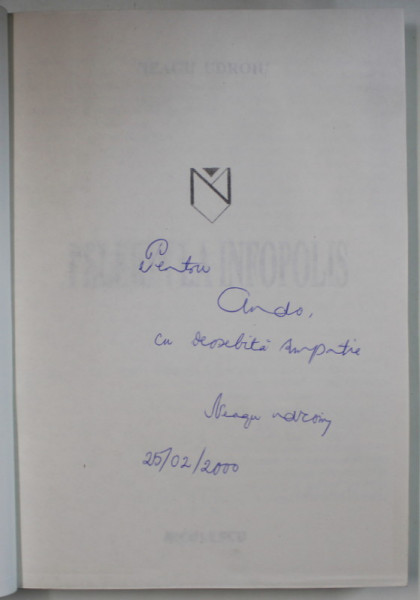 Pentru
Ando,
cu deosebită simpatie
Neagu Udroiu
25/02/2000
NEAGU UDROIU
INFOPOLIS